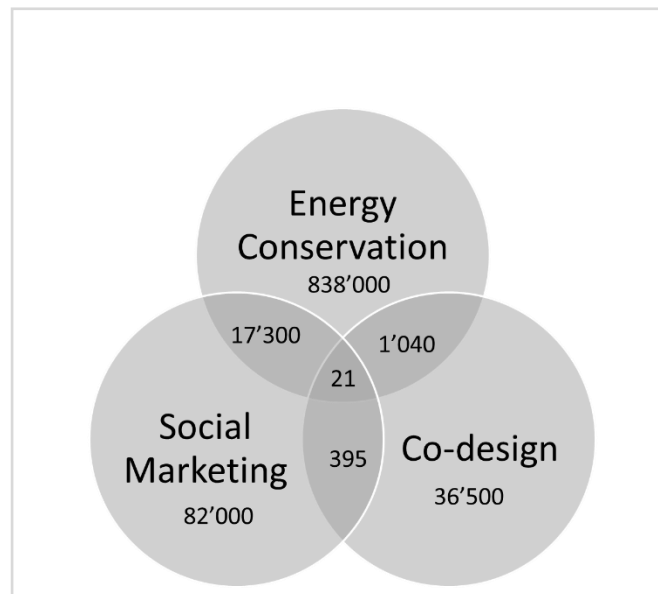 Energy
Conservation
838’000
17’300
1’040
21
Social
Marketing
82’000
395
Co-design
36’500